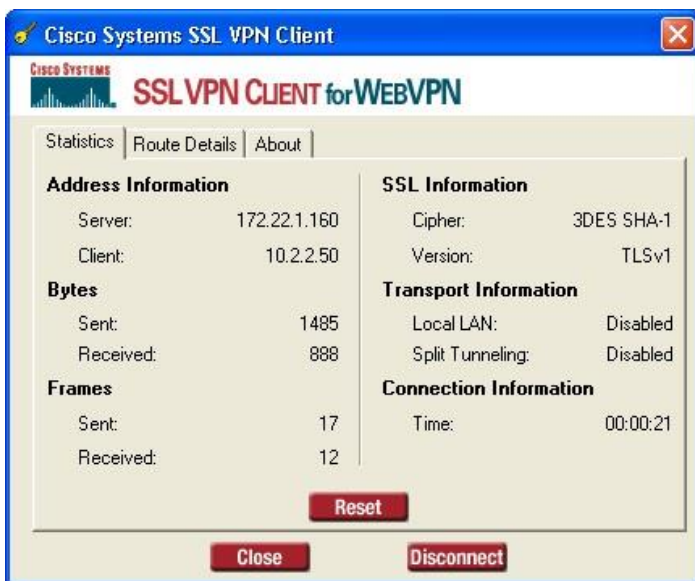 Cisco Systems SSL VPN Client
CISCO SYSTEMS
SSL VPN CLIENT for WEBVPN
Statistics
Route Details
About
Address Information
Server: 172.22.1.160
Client: 10.2.2.50
Bytes
Sent: 1485
Received: 888
Frames
Sent: 17
Received: 12
SSL Information
Cipher: 3DES SHA-1
Version: TLSv1
Transport Information
Local LAN: Disabled
Split Tunneling: Disabled
Connection Information
Time: 00:00:21
Reset
Close
Disconnect